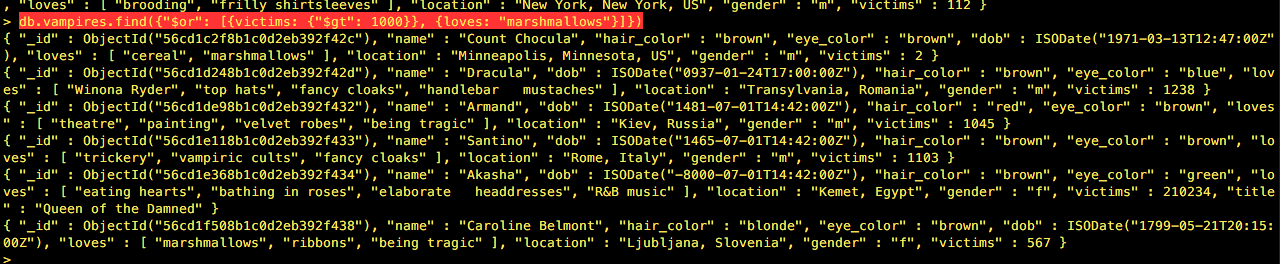 , "loves" : [ "brooding", "frilly shirtsleeves" ], "location" : "New York, New York, US", "gender" : "m", "victims" : 112 }
> db.vampires.find({"$or": [{victims: {"$gt": 1000}}, {loves: "marshmallows"}]})
{ "_id" : ObjectId("56cd1c2f8b1c0d2eb392f42c"), "name" : "Count Chocula", "hair_color" : "brown", "eye_color" : "brown", "dob" : ISODate("1971-03-13T12:47:00Z"
), "loves" : [ "cereal", "marshmallows" ], "location" : "Minneapolis, Minnesota, US", "gender" : "m", "victims" : 2 }
{ "_id" : ObjectId("56cd1d248b1c0d2eb392f42d"), "name" : "Dracula", "dob" : ISODate("0937-01-24T17:00:00Z"), "hair_color" : "brown", "eye_color" : "blue", "lov
es" : [ "Winona Ryder", "top hats", "fancy cloaks", "handlebar   mustaches" ], "location" : "Transylvania, Romania", "gender" : "m", "victims" : 1238 }
{ "_id" : ObjectId("56cd1de98b1c0d2eb392f432"), "name" : "Armand", "dob" : ISODate("1481-07-01T14:42:00Z"), "hair_color" : "red", "eye_color" : "brown", "loves
" : [ "theatre", "painting", "velvet robes", "being tragic" ], "location" : "Kiev, Russia", "gender" : "m", "victims" : 1045 }
{ "_id" : ObjectId("56cd1e118b1c0d2eb392f433"), "name" : "Santino", "dob" : ISODate("1465-07-01T14:42:00Z"), "hair_color" : "brown", "eye_color" : "brown", "lo
ves" : [ "trickery", "vampiric cults", "fancy cloaks" ], "location" : "Rome, Italy", "gender" : "m", "victims" : 1103 }
{ "_id" : ObjectId("56cd1e368b1c0d2eb392f434"), "name" : "Akasha", "dob" : ISODate("-8000-07-01T14:42:00Z"), "hair_color" : "brown", "eye_color" : "green", "lo
ves" : [ "eating hearts", "bathing in roses", "elaborate   headdresses", "R&B music" ], "location" : "Kemet, Egypt", "gender" : "f", "victims" : 210234, "title
" : "Queen of the Damned" }
{ "_id" : ObjectId("56cd1f508b1c0d2eb392f438"), "name" : "Caroline Belmont", "hair_color" : "blonde", "eye_color" : "brown", "dob" : ISODate("1799-05-21T20:15:
00Z"), "loves" : [ "marshmallows", "ribbons", "being tragic" ], "location" : "Ljubljana, Slovenia", "gender" : "f", "victims" : 567 }
>